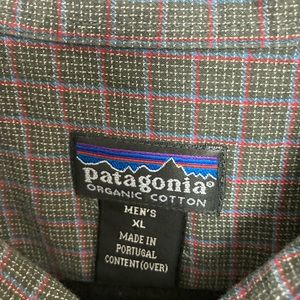 patagonia®
ORGANIC COTTON
MEN'S
XL
MADE IN
PORTUGAL
CONTENT(OVER)